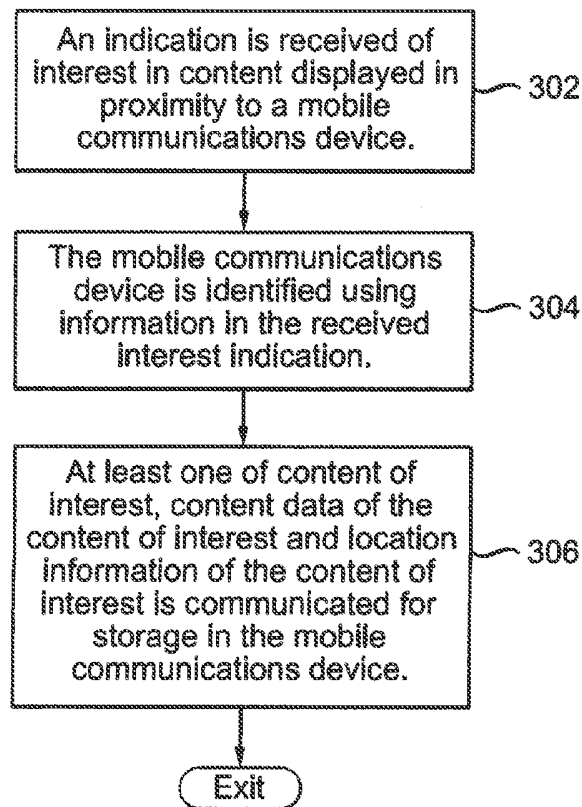 An indication is received of
interest in content displayed in
proximity to a mobile
communications device.
302
The mobile communications
device is identified using
information in the received
interest indication.
304
At least one of content of
interest, content data of the
content of interest and location
information of the content of
interest is communicated for
storage in the mobile
communications device.
306
Exit